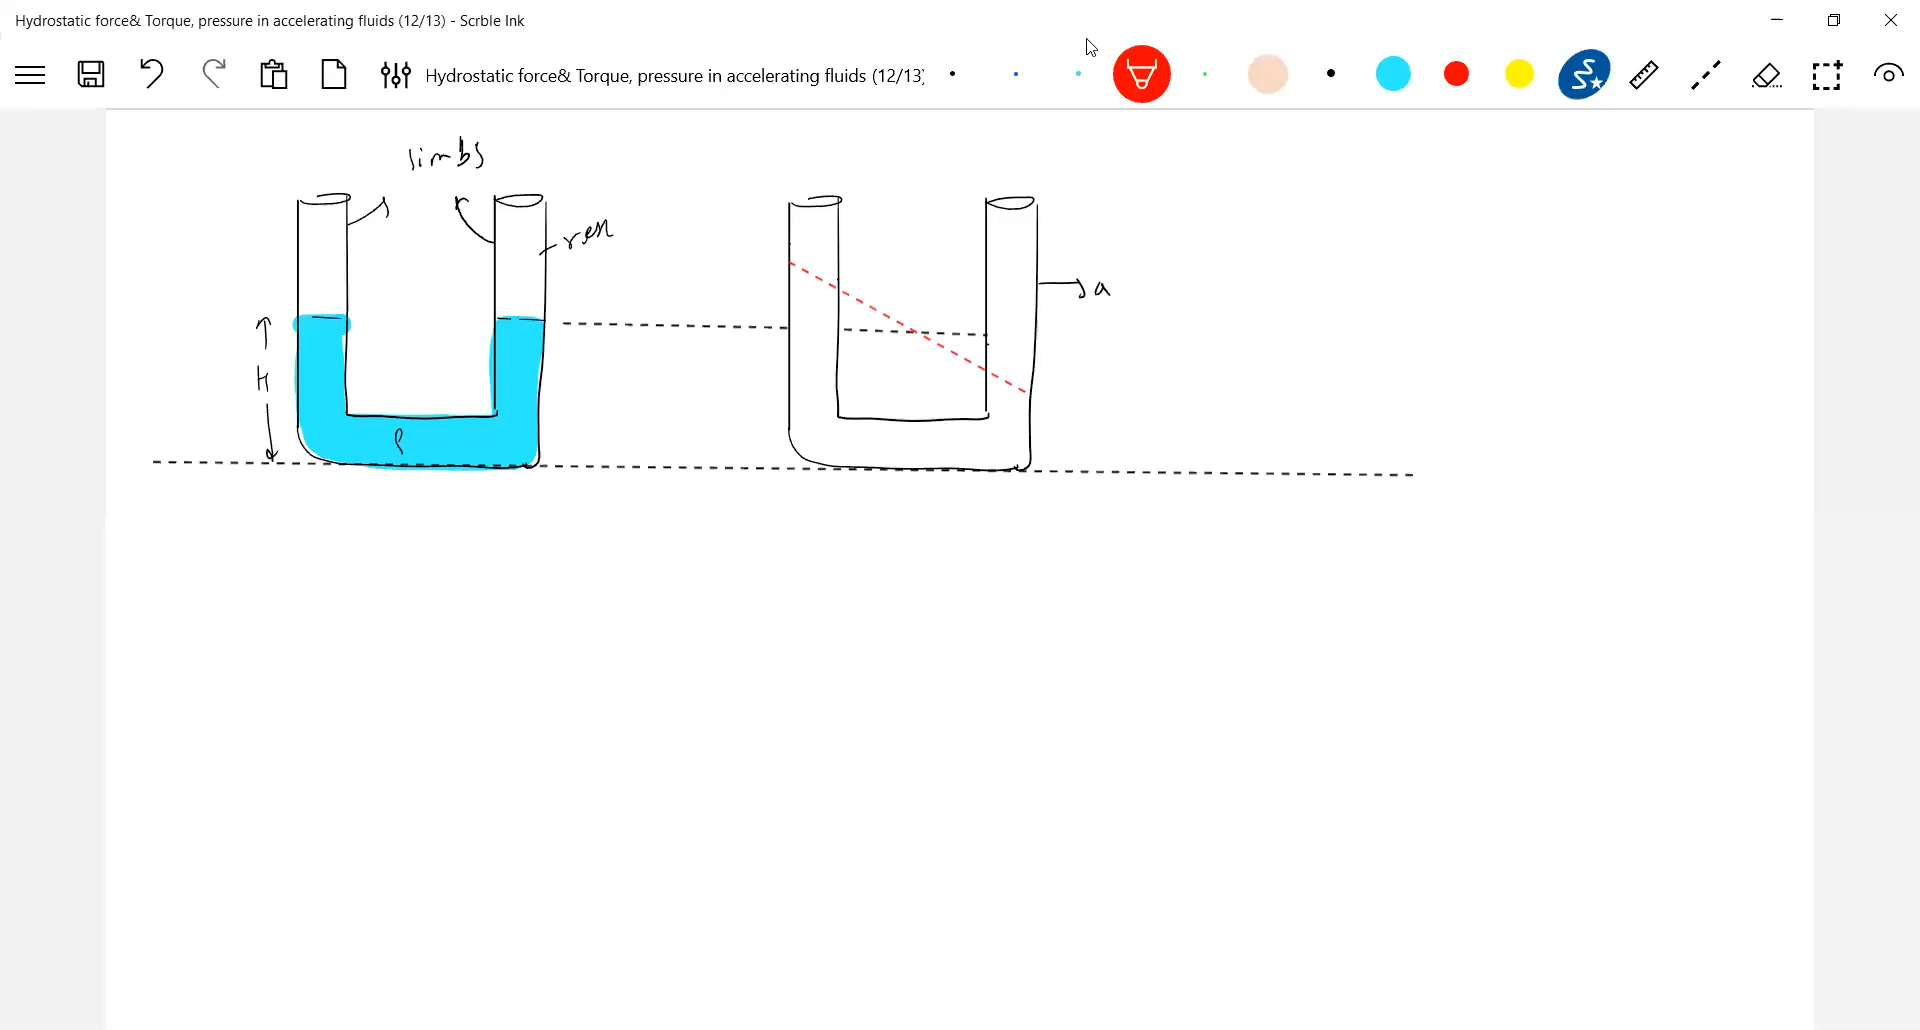 Hydrostatic force& Torque, pressure in accelerating fluids (12/13) - Scrble Ink
Hydrostatic force& Torque, pressure in accelerating fluids (12/13)
limbs
rest
a
H
ρ